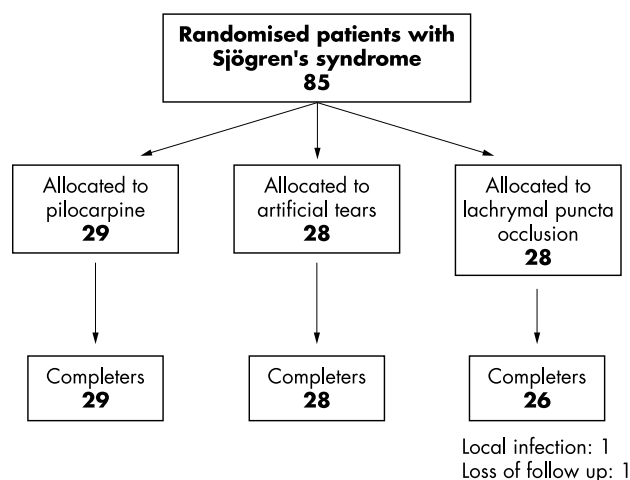 Randomised patients with
Sjögren's syndrome
85
Allocated to
pilocarpine
29
Allocated to
artificial tears
28
Allocated to
lachrymal puncta
occlusion
28
Completers
29
Completers
28
Completers
26
Local infection: 1
Loss of follow up: 1